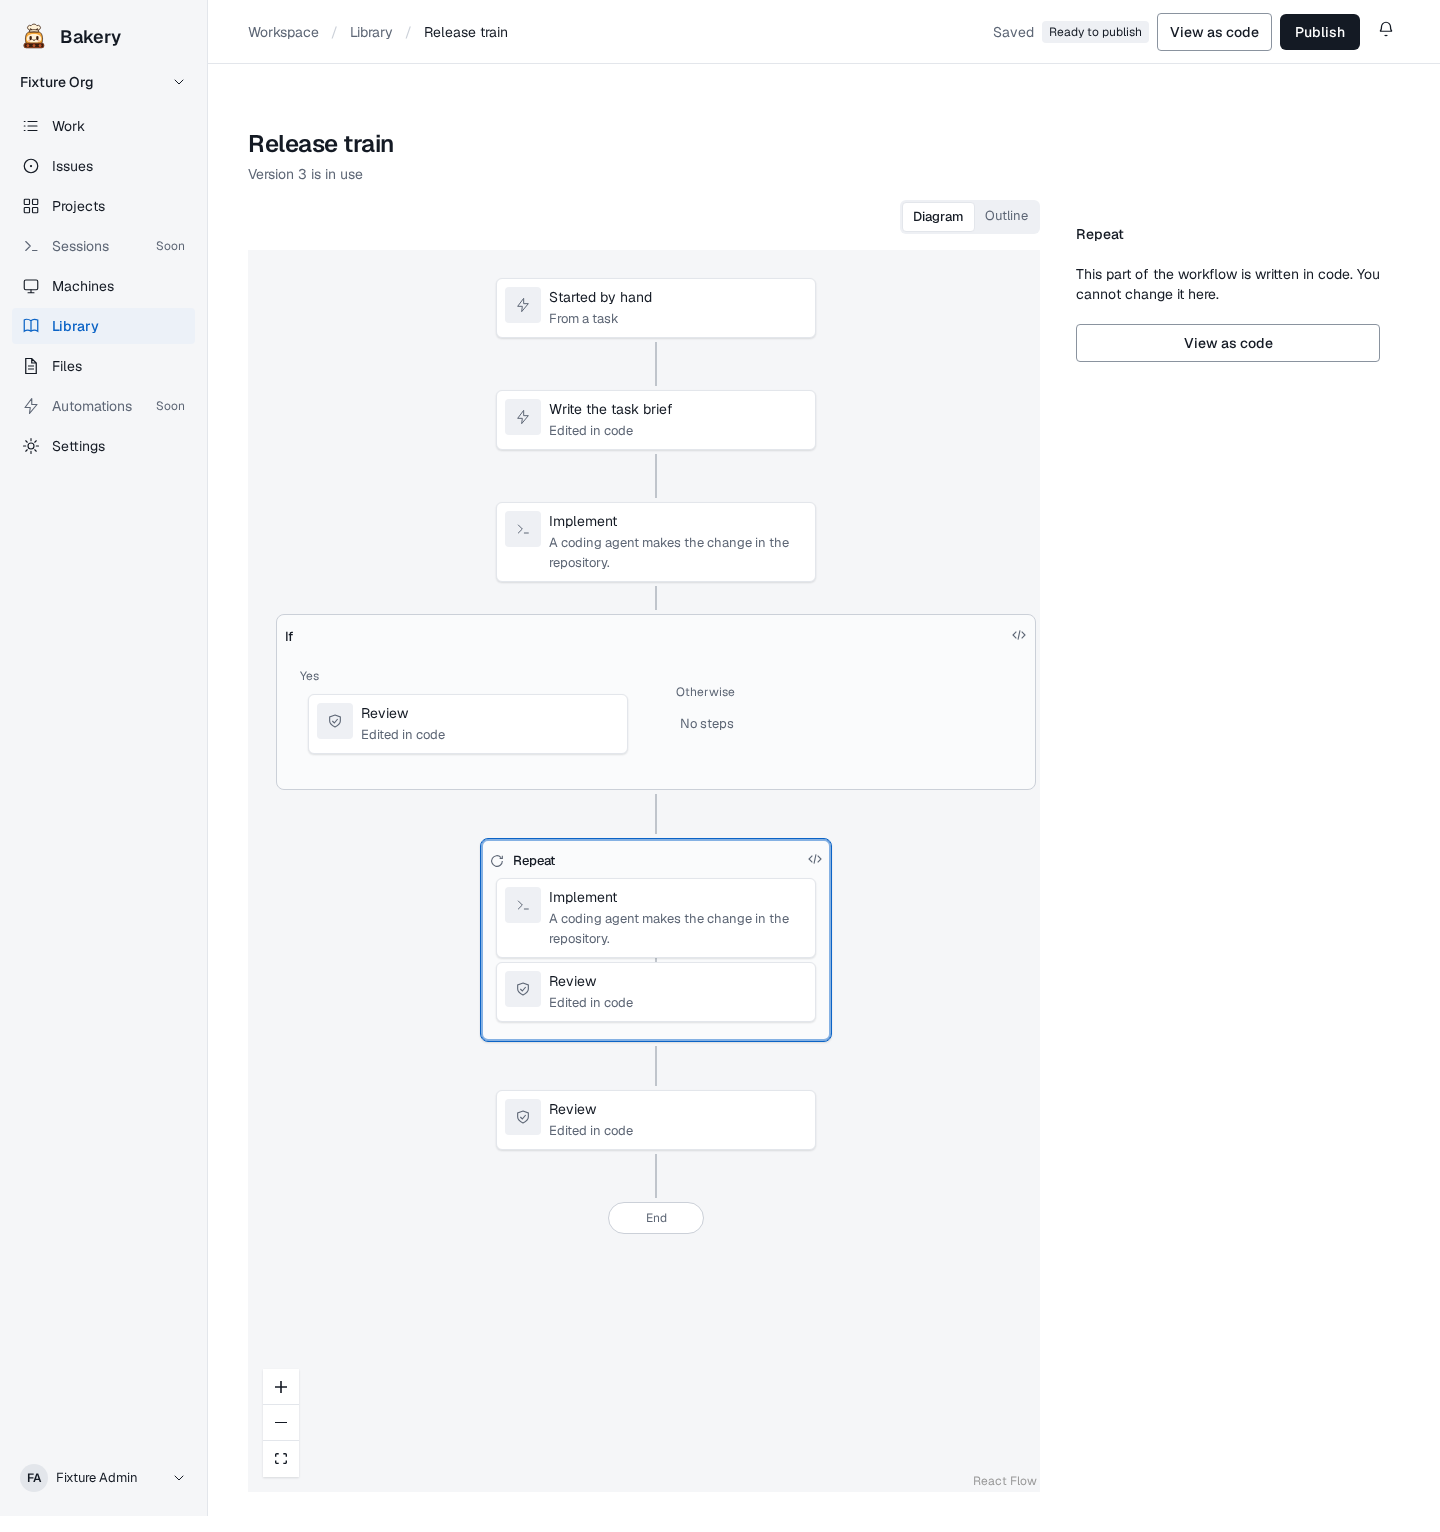 Bakery
Fixture Org
Work
Issues
Projects
Sessions Soon
Machines
Library
Files
Automations Soon
Settings
FA Fixture Admin
Workspace / Library / Release train
Saved Ready to publish View as code Publish
Release train
Version 3 is in use
Diagram Outline
Started by hand
From a task
Write the task brief
Edited in code
Implement
A coding agent makes the change in the
repository.
If
Yes
Review
Edited in code
Otherwise
No steps
Repeat
Implement
A coding agent makes the change in the
repository.
Review
Edited in code
Review
Edited in code
End
React Flow
Repeat
This part of the workflow is written in code. You
cannot change it here.
View as code